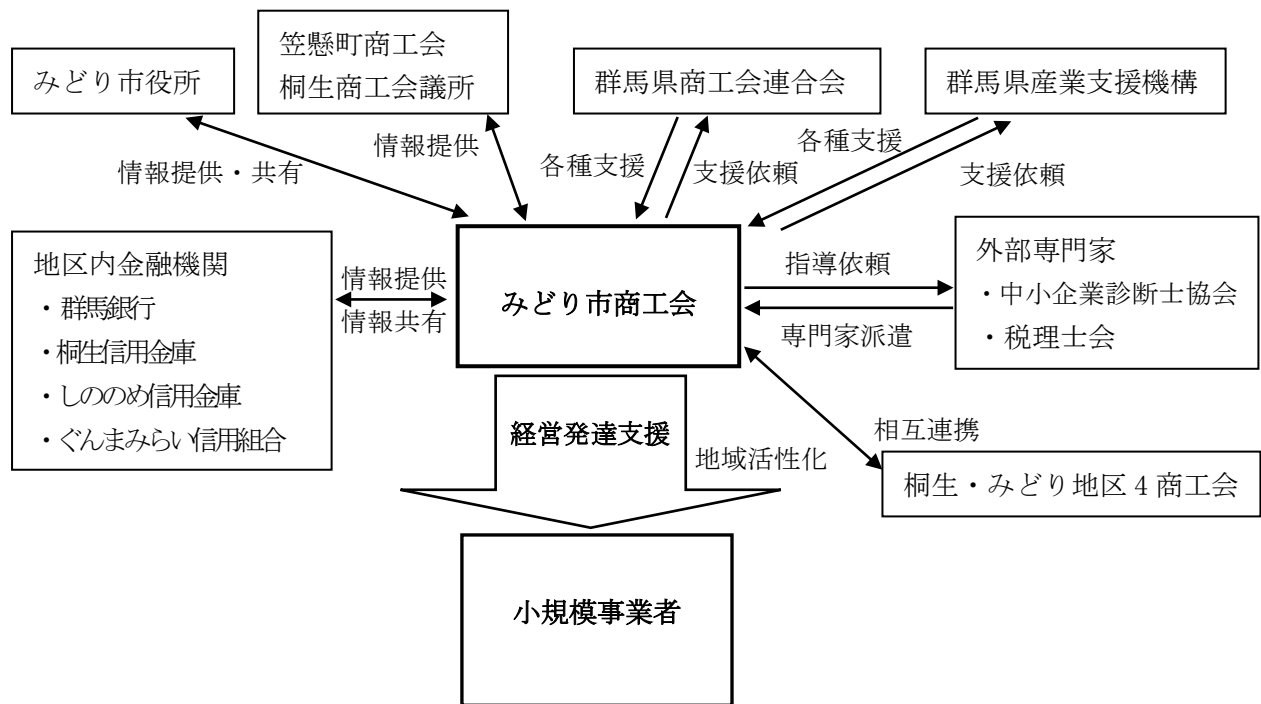 みどり市役所
笠懸町商工会
桐生商工会議所
群馬県商工会連合会
群馬県産業支援機構
情報提供・共有
情報提供
各種支援
支援依頼
各種支援
支援依頼
地区内金融機関
・群馬銀行
・桐生信用金庫
・しののめ信用金庫
・ぐんまみらい信用組合
情報提供
情報共有
みどり市商工会
指導依頼
専門家派遣
外部専門家
・中小企業診断士協会
・税理士会
経営発達支援
地域活性化
相互連携
桐生・みどり地区4商工会
小規模事業者